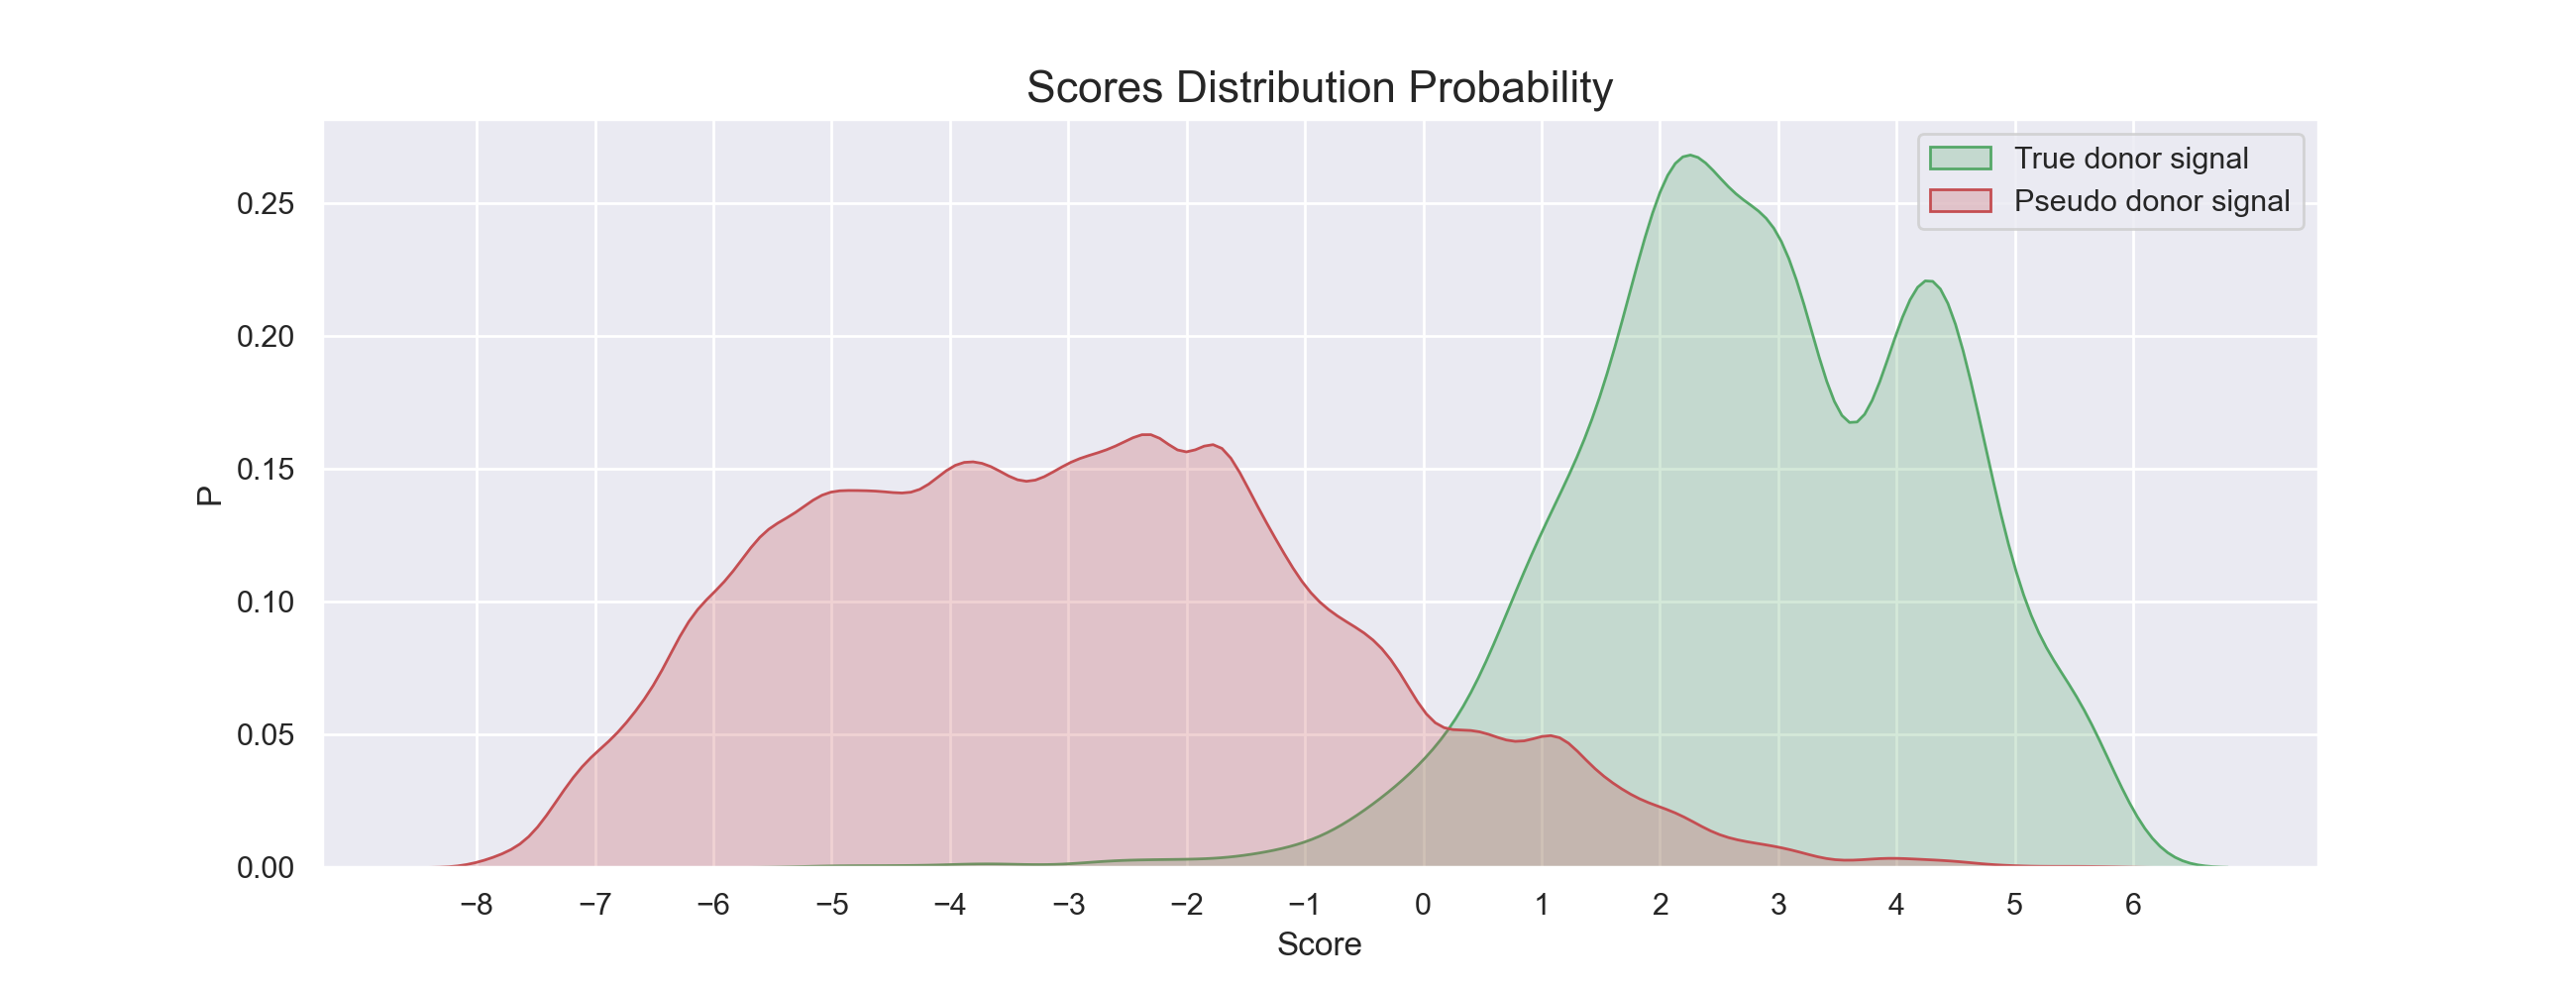 Scores Distribution Probability
True donor signal
Pseudo donor signal
0.25
0.20
0.15
0.10
0.05
0.00
P
−8 −7 −6 −5 −4 −3 −2 −1 0 1 2 3 4 5 6
Score